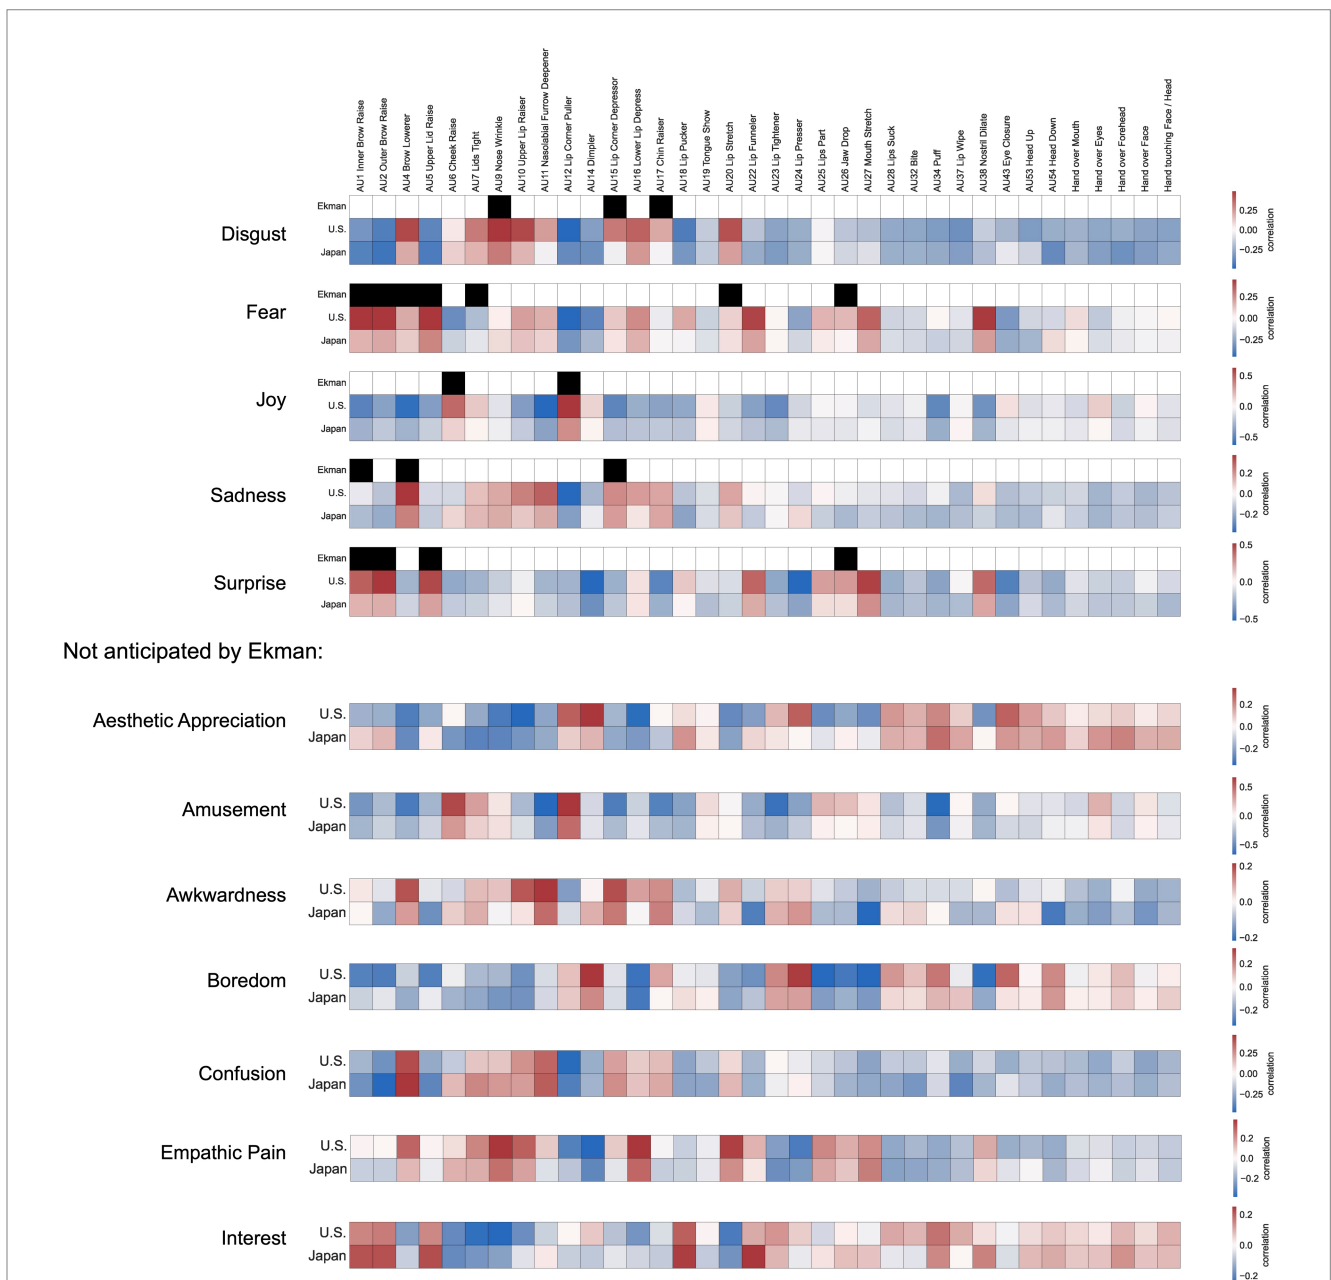 AU1 Inner Brow Raise
AU2 Outer Brow Raise
AU4 Brow Lowerer
AU5 Upper Lid Raise
AU6 Cheek Raise
AU7 Lids Tight
AU9 Nose Wrinkle
AU10 Upper Lip Raiser
AU11 Nasolabial Furrow Deepener
AU12 Lip Corner Puller
AU14 Dimpler
AU15 Lip Corner Depressor
AU16 Lower Lip Depress
AU17 Chin Raiser
AU18 Lip Pucker
AU19 Tongue Show
AU20 Lip Stretch
AU22 Lip Funneler
AU23 Lip Tightener
AU24 Lip Presser
AU25 Lips Part
AU26 Jaw Drop
AU27 Mouth Stretch
AU28 Lips Suck
AU32 Bite
AU34 Puff
AU37 Lip Wipe
AU38 Nostril Dilate
AU43 Eye Closure
AU53 Head Up
AU54 Head Down
Hand over Mouth
Hand over Eyes
Hand over Forehead
Hand over Face
Hand touching Face / Head
Disgust
Ekman
U.S.
Japan
0.25
0.00
−0.25
correlation
Fear
Ekman
U.S.
Japan
0.25
0.00
−0.25
correlation
Joy
Ekman
U.S.
Japan
0.5
0.0
−0.5
correlation
Sadness
Ekman
U.S.
Japan
0.2
0.0
−0.2
correlation
Surprise
Ekman
U.S.
Japan
0.5
0.0
−0.5
correlation
Not anticipated by Ekman:
Aesthetic Appreciation
U.S.
Japan
0.2
0.0
−0.2
correlation
Amusement
U.S.
Japan
0.5
0.0
−0.5
correlation
Awkwardness
U.S.
Japan
0.2
0.0
−0.2
correlation
Boredom
U.S.
Japan
0.2
0.0
−0.2
correlation
Confusion
U.S.
Japan
0.25
0.00
−0.25
correlation
Empathic Pain
U.S.
Japan
0.2
0.0
−0.2
correlation
Interest
U.S.
Japan
0.2
0.0
−0.2
correlation